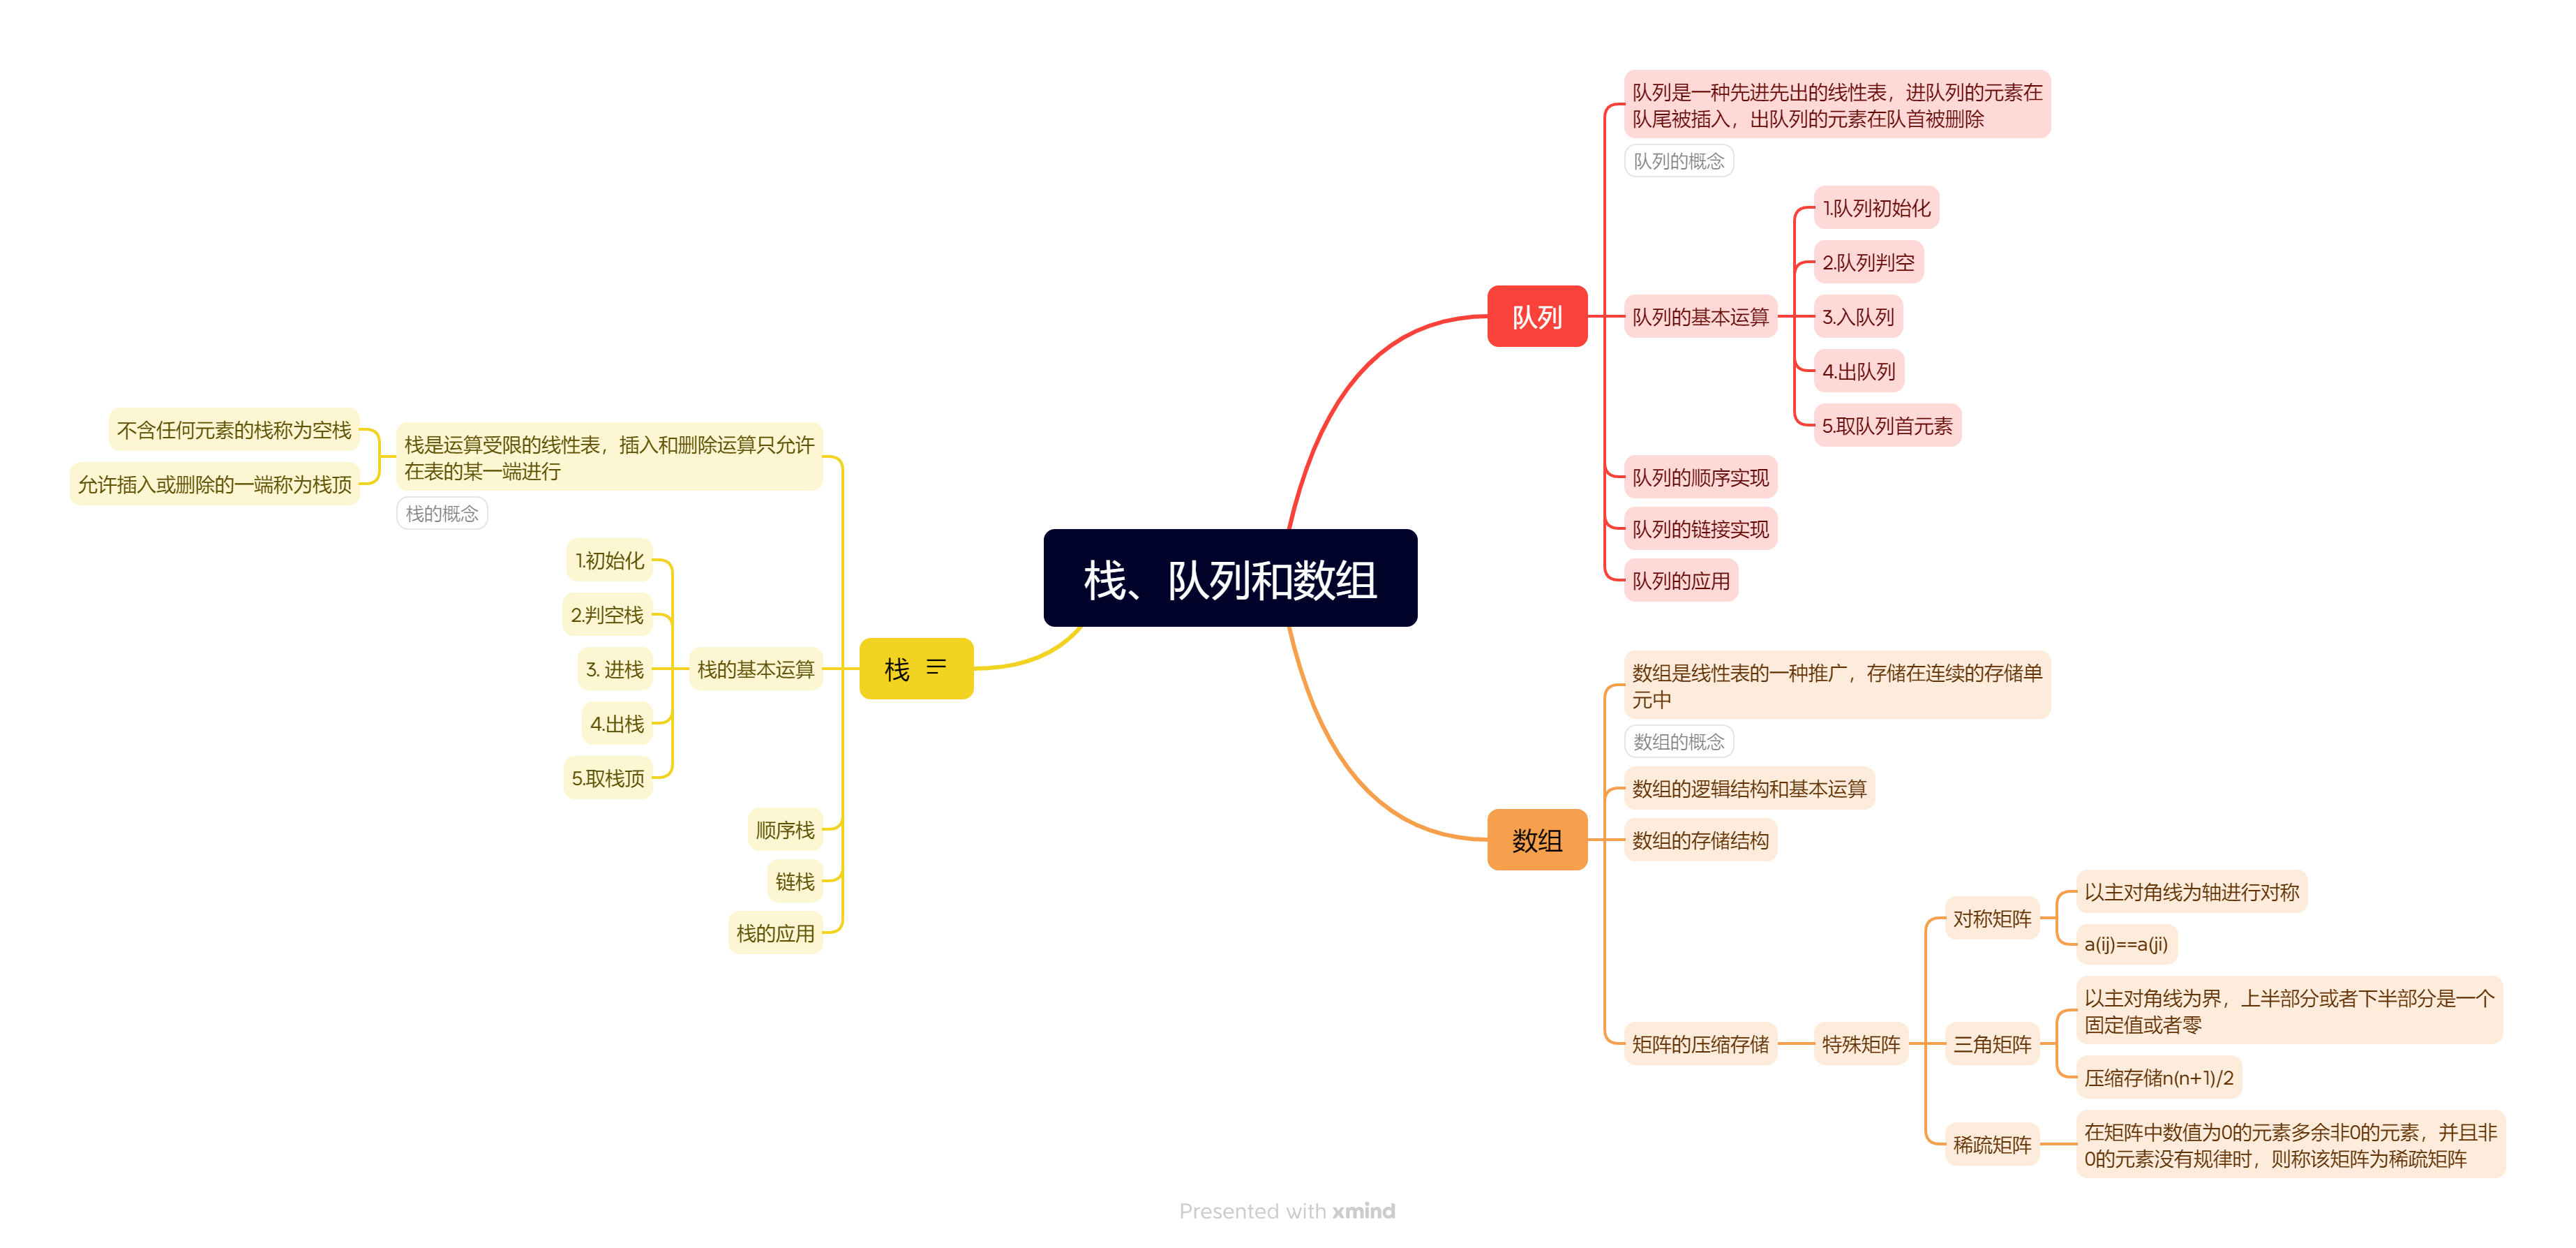 栈、队列和数组
队列
队列是一种先进先出的线性表，进队列的元素在
队尾被插入，出队列的元素在队首被删除
队列的概念
队列的基本运算
1.队列初始化
2.队列判空
3.入队列
4.出队列
5.取队列首元素
队列的顺序实现
队列的链接实现
队列的应用
数组
数组是线性表的一种推广，存储在连续的存储单
元中
数组的概念
数组的逻辑结构和基本运算
数组的存储结构
矩阵的压缩存储
特殊矩阵
对称矩阵
以主对角线为轴进行对称
a(ij)==a(ji)
三角矩阵
以主对角线为界，上半部分或者下半部分是一个
固定值或者零
压缩存储n(n+1)/2
稀疏矩阵
在矩阵中数值为0的元素多余非0的元素，并且非
0的元素没有规律时，则称该矩阵为稀疏矩阵
栈
栈是运算受限的线性表，插入和删除运算只允许
在表的某一端进行
栈的概念
不含任何元素的栈称为空栈
允许插入或删除的一端称为栈顶
栈的基本运算
1.初始化
2.判空栈
3. 进栈
4.出栈
5.取栈顶
顺序栈
链栈
栈的应用
Presented with xmind